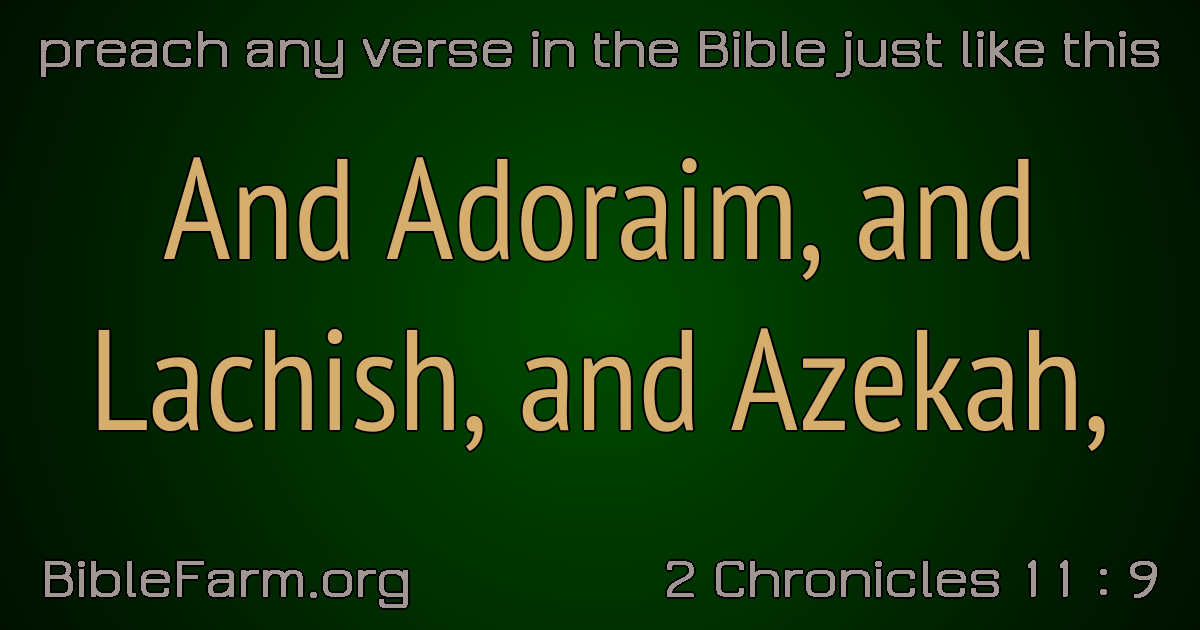 preach any verse in the Bible just like this
And Adoraim, and
Lachish, and Azekah,
BibleFarm.org
2 Chronicles 11 : 9